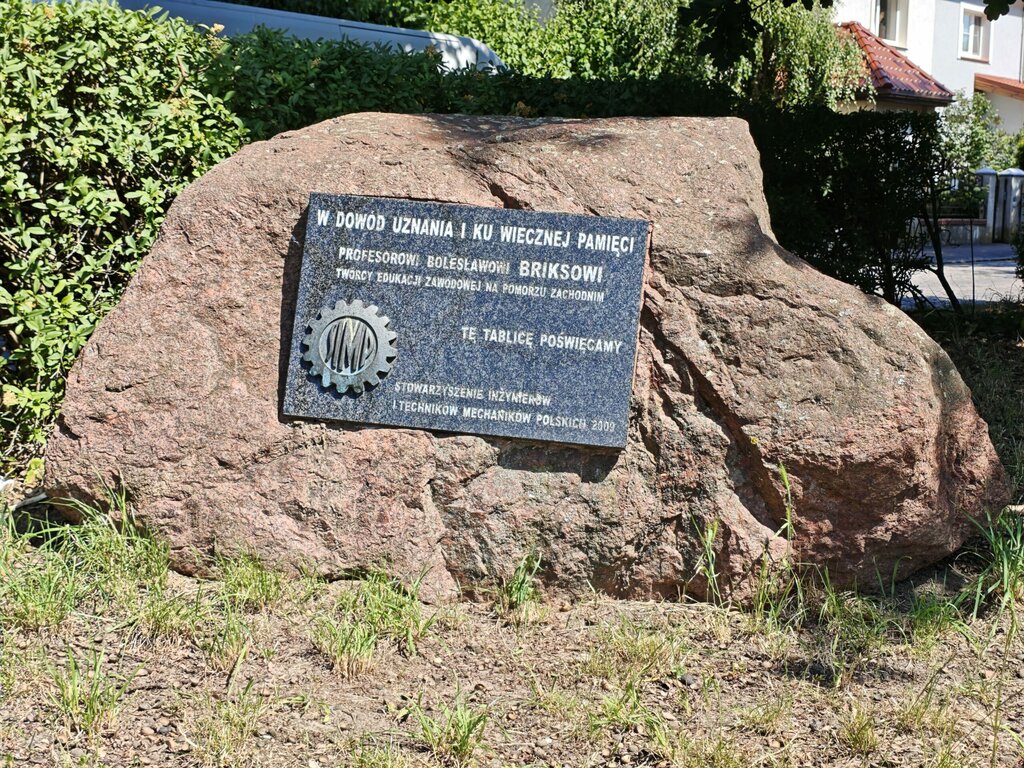 W DOWÓD UZNANIA I KU WIECZNEJ PAMIĘCI
PROFESOROWI BOLESŁAWOWI BRIKSOWI
TWÓRCY EDUKACJI ZAWODOWEJ NA POMORZU ZACHODNIM
TĘ TABLICĘ POŚWIĘCAMY
SIMP
STOWARZYSZENIE INŻYNIERÓW
I TECHNIKÓW MECHANIKÓW POLSKICH 2009